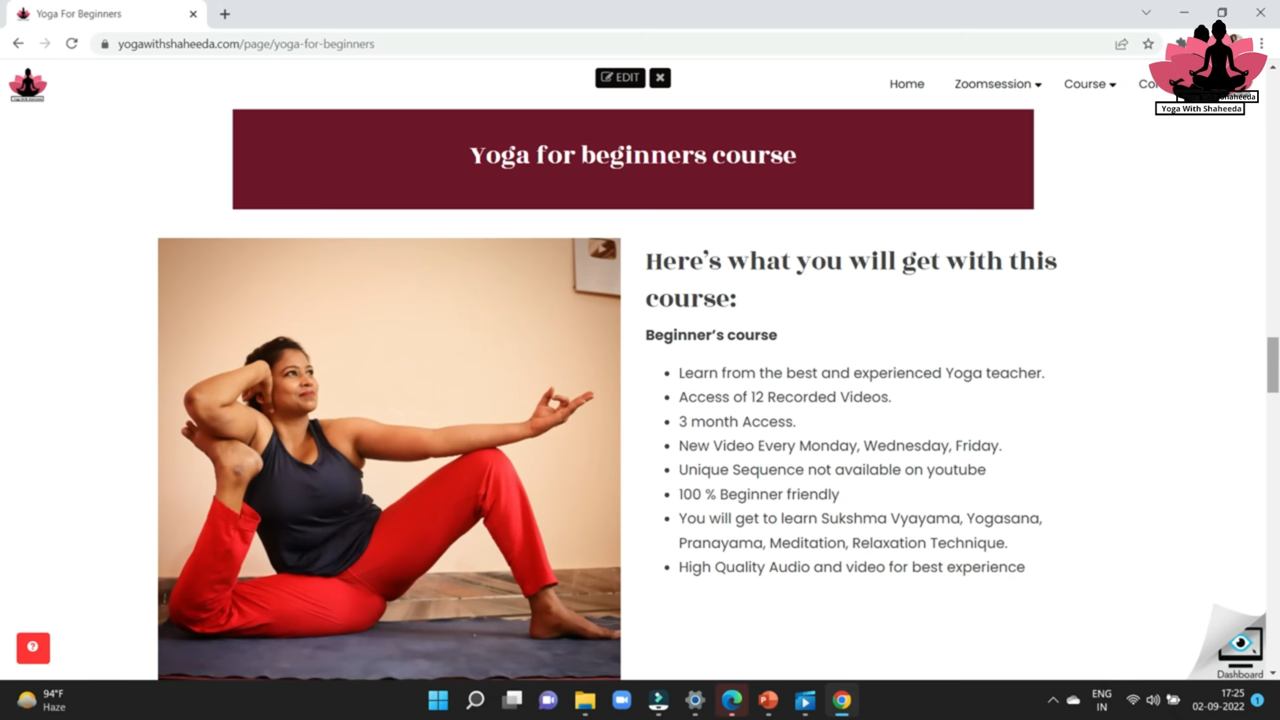 Yoga For Beginners
yogawithshaheeda.com/page/yoga-for-beginners
EDIT
Home Zoomsession Course
Yoga With Shaheeda
Yoga for beginners course
Here's what you will get with this
course:
Beginner's course
• Learn from the best and experienced Yoga teacher.
• Access of 12 Recorded Videos.
• 3 month Access.
• New Video Every Monday, Wednesday, Friday.
• Unique Sequence not available on youtube
• 100 % Beginner friendly
• You will get to learn Sukshma Vyayama, Yogasana,
Pranayama, Meditation, Relaxation Technique.
• High Quality Audio and video for best experience
Dashboard
94°F
Haze
ENG
IN
17:25
02-09-2022
1